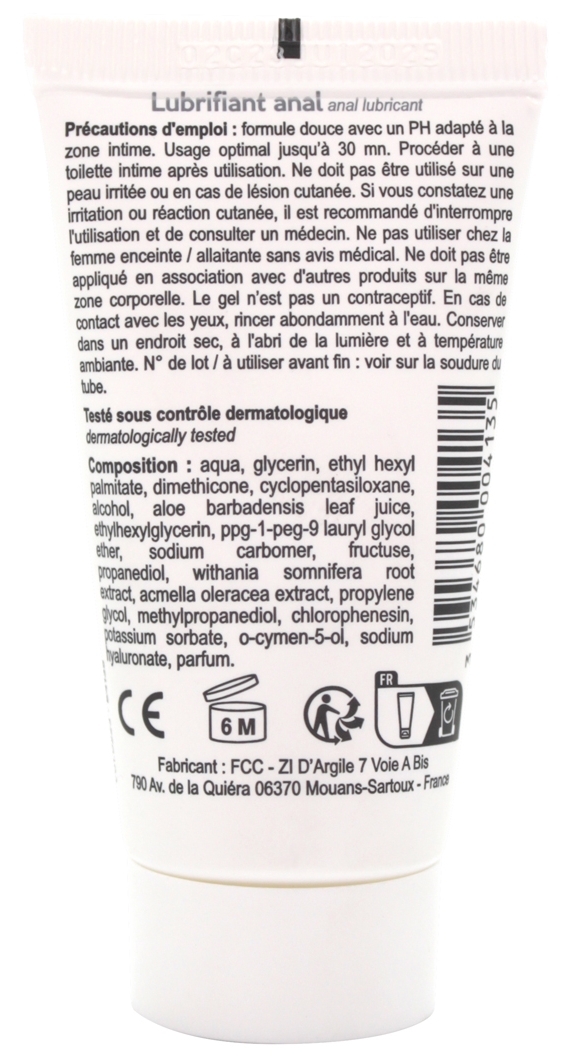 Lubrifiant anal anal lubricant
Précautions d'emploi : formule douce avec un PH adapté à la
zone intime. Usage optimal jusqu'à 30 mn. Procéder à une
toilette intime après utilisation. Ne doit pas être utilisé sur une
peau irritée ou en cas de lésion cutanée. Si vous constatez une
irritation ou réaction cutanée, il est recommandé d'interrompre
l'utilisation et de consulter un médecin. Ne pas utiliser chez la
femme enceinte / allaitante sans avis médical. Ne doit pas être
appliqué en association avec d'autres produits sur la même
zone corporelle. Le gel n'est pas un contraceptif. En cas de
contact avec les yeux, rincer abondamment à l'eau. Conserver
dans un endroit sec, à l'abri de la lumière et à température
ambiante. N° de lot / à utiliser avant fin : voir sur la soudure du
tube.
Testé sous contrôle dermatologique
dermatologically tested
Composition : aqua, glycerin, ethyl hexyl
palmitate, dimethicone, cyclopentasiloxane,
alcohol, aloe barbadensis leaf juice,
ethylhexylglycerin, ppg-1-peg-9 lauryl glycol
ether, sodium carbomer, fructuse,
propanediol, withania somnifera root
extract, acmella oleracea extract, propylene
glycol, methylpropanediol, chlorophenesin,
potassium sorbate, o-cymen-5-ol, sodium
hyaluronate, parfum.
CE
6 M
FR
Fabricant : FCC - ZI D'Argile 7 Voie A Bis
790 Av. de la Quiéra 06370 Mouans-Sartoux - France